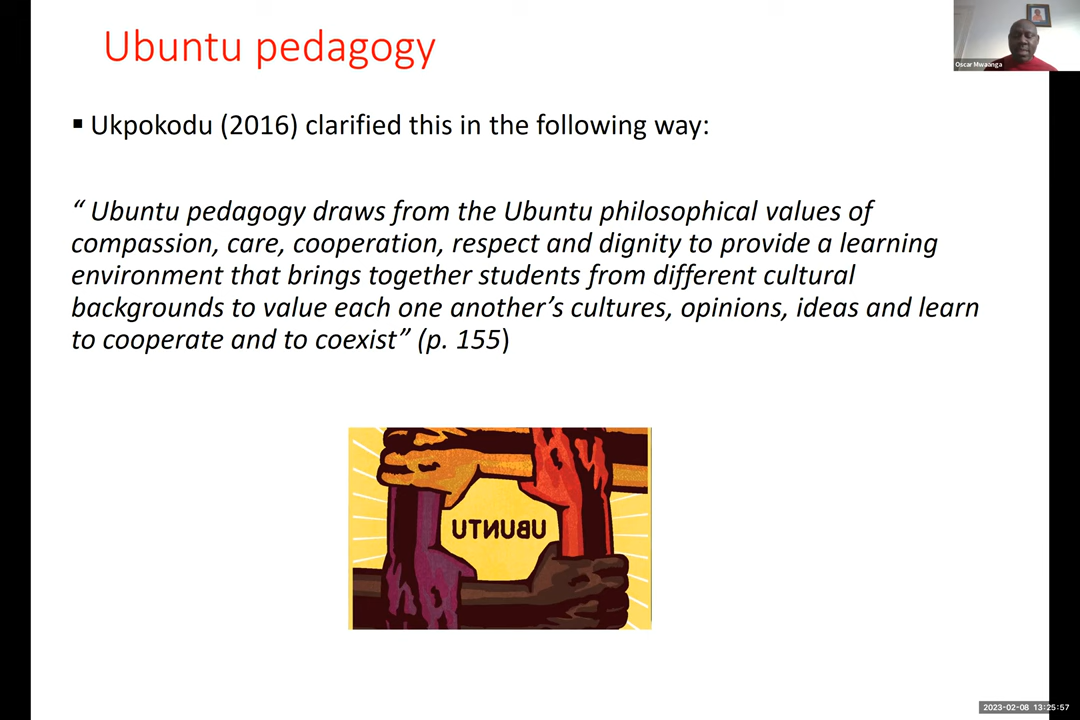 Ubuntu pedagogy
Oscar Mwaanga
▪ Ukpokodu (2016) clarified this in the following way:
“ Ubuntu pedagogy draws from the Ubuntu philosophical values of
compassion, care, cooperation, respect and dignity to provide a learning
environment that brings together students from different cultural
backgrounds to value each one another’s cultures, opinions, ideas and learn
to cooperate and to coexist” (p. 155)
UBUNTU
2023-02-08 13:25:57